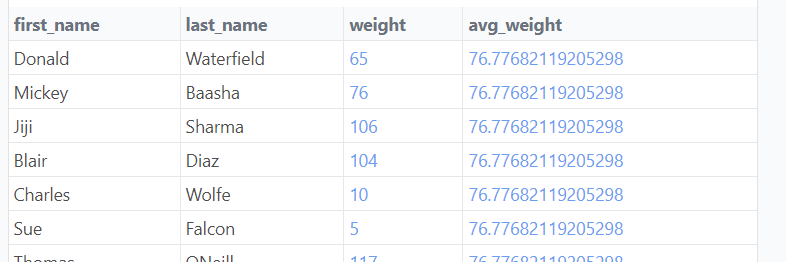 first_name last_name weight avg_weight
Donald Waterfield 65 76.77682119205298
Mickey Baasha 76 76.77682119205298
Jiji Sharma 106 76.77682119205298
Blair Diaz 104 76.77682119205298
Charles Wolfe 10 76.77682119205298
Sue Falcon 5 76.77682119205298
Thomas ONeill 117 76.77682119205298